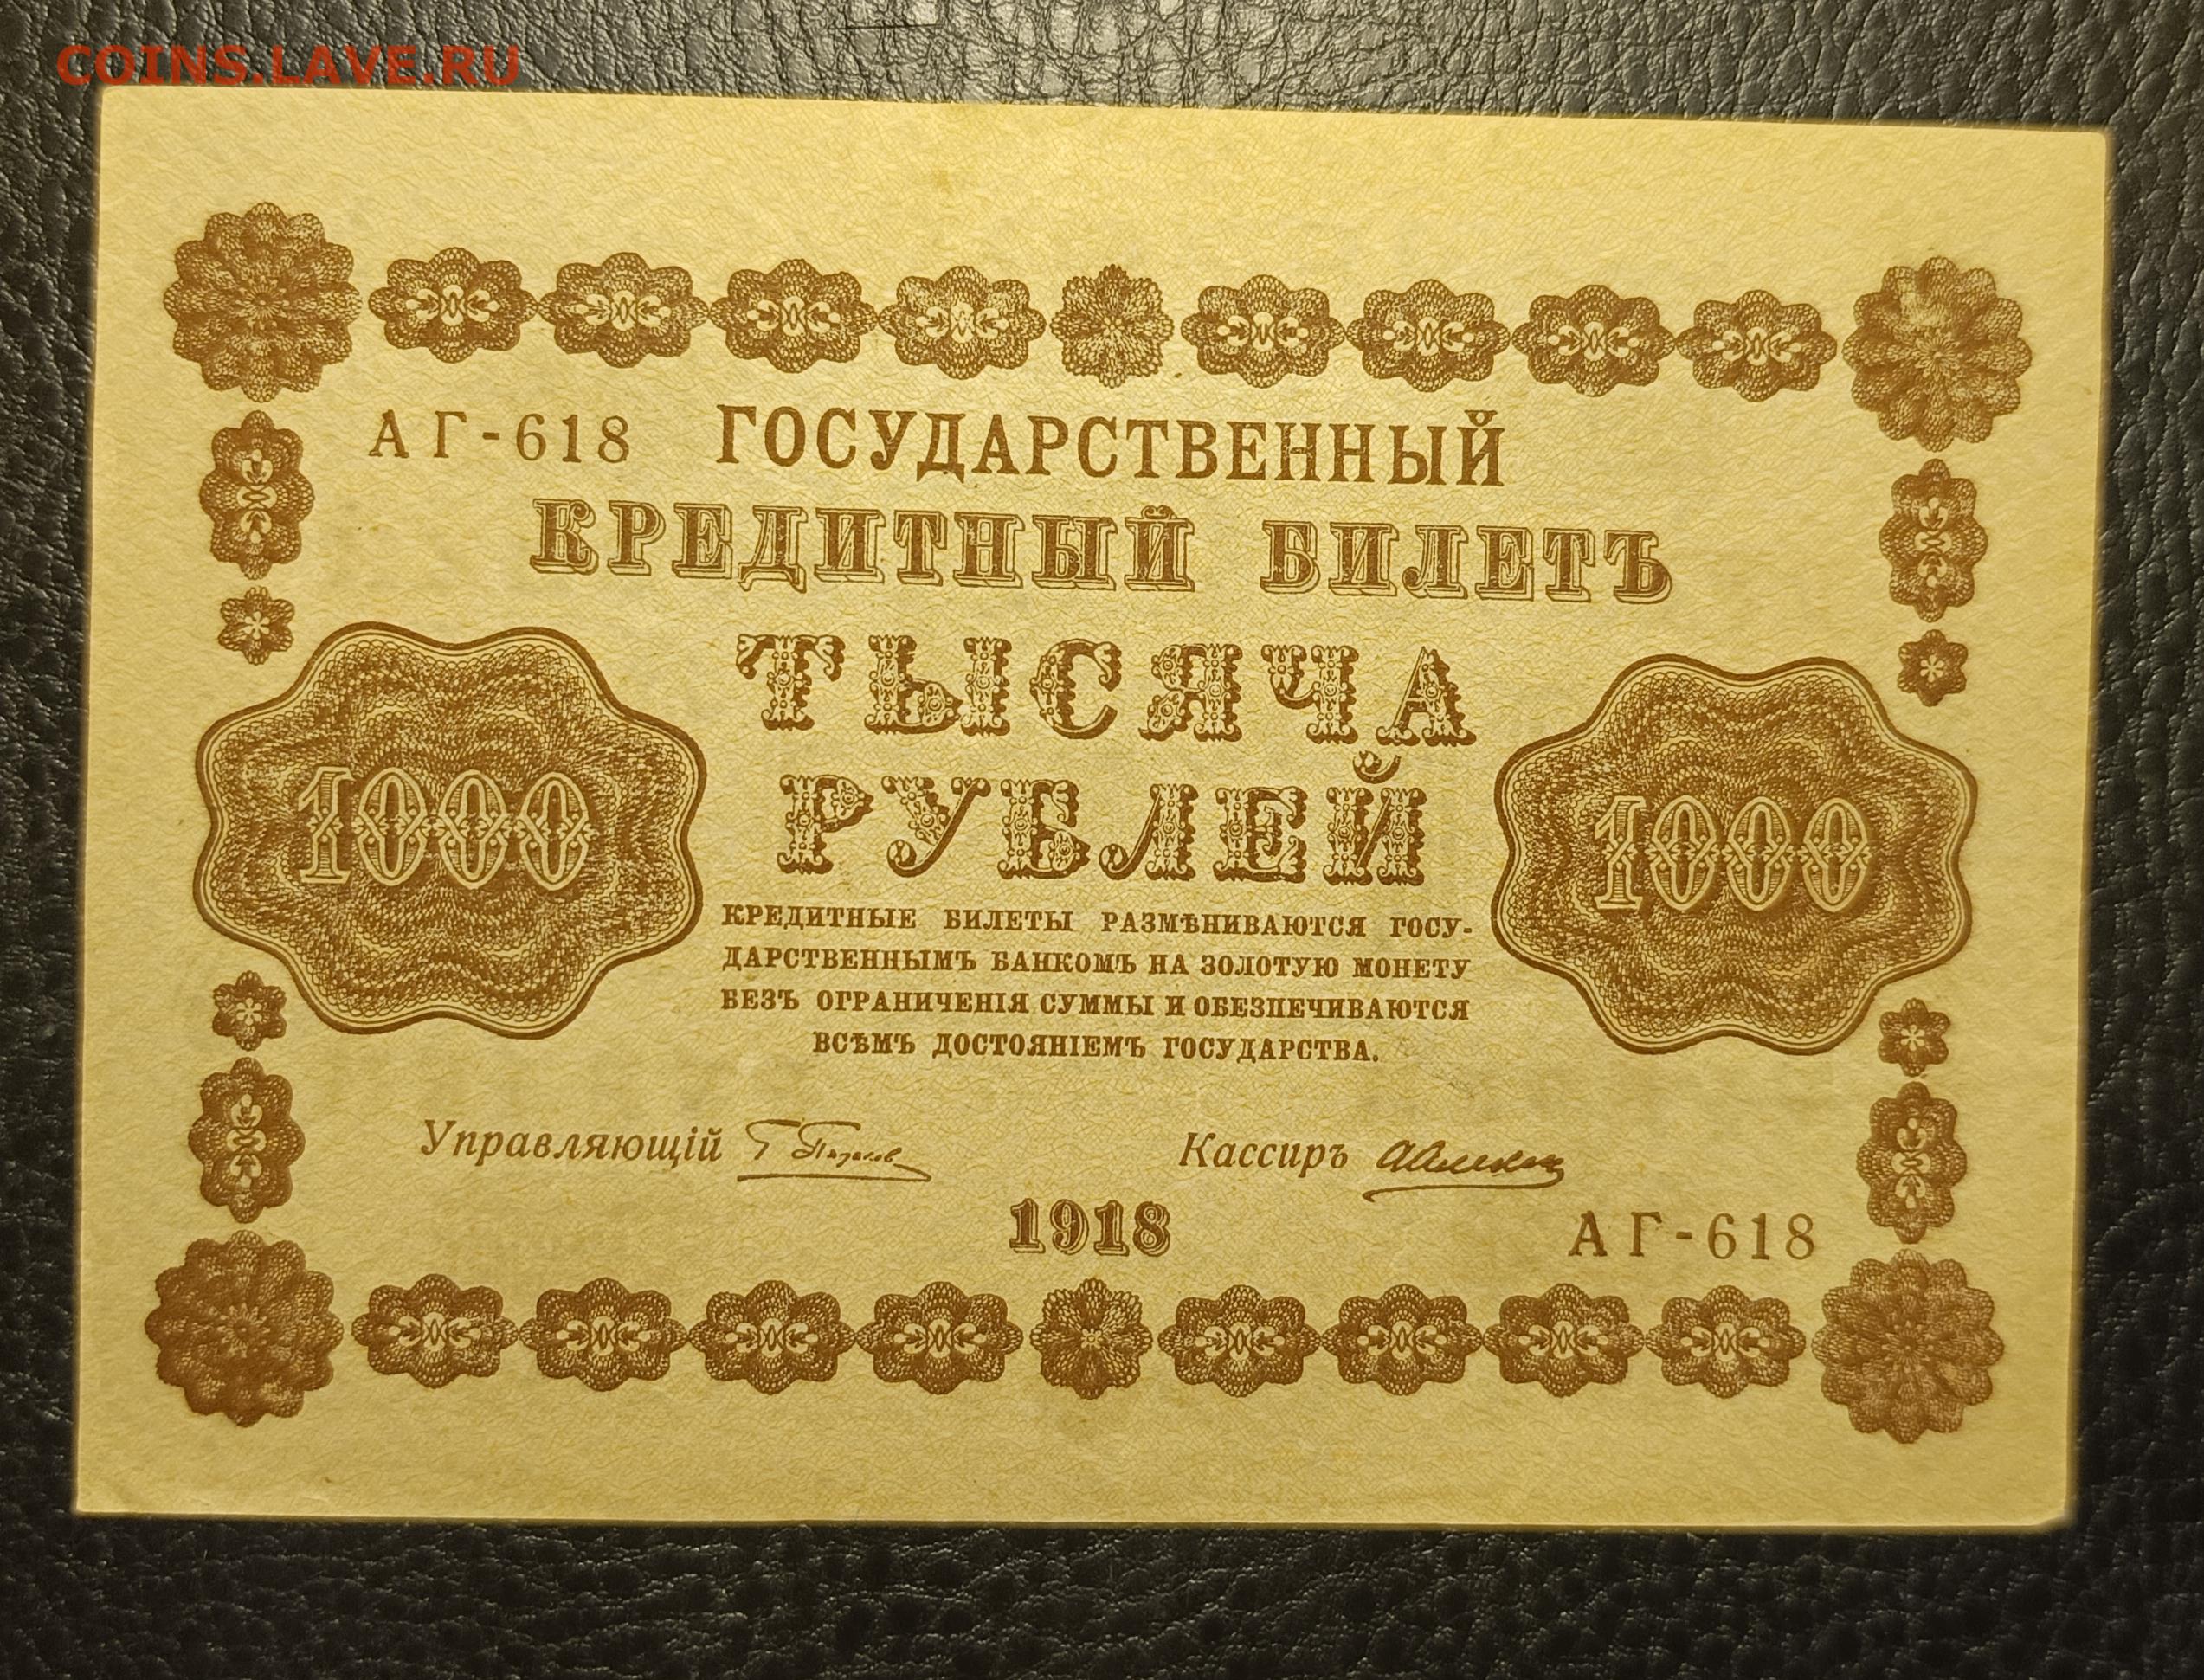 COINS.LAVE.RU
АГ-618 ГОСУДАРСТВЕННЫЙ
КРЕДИТНЫЙ БИЛЕТЪ
ТЫСЯЧА
РУБЛЕЙ
1000 1000
КРЕДИТНЫЕ БИЛЕТЫ РАЗМѢНИВАЮТСЯ ГОСУ-
ДАРСТВЕННЫМЪ БАНКОМЪ НА ЗОЛОТУЮ МОНЕТУ
БЕЗЪ ОГРАНИЧЕНІЯ СУММЫ И ОБЕЗПЕЧИВАЮТСЯ
ВСѢМЪ ДОСТОЯНІЕМЪ ГОСУДАРСТВА.
Управляющій Кассиръ
1918
АГ-618